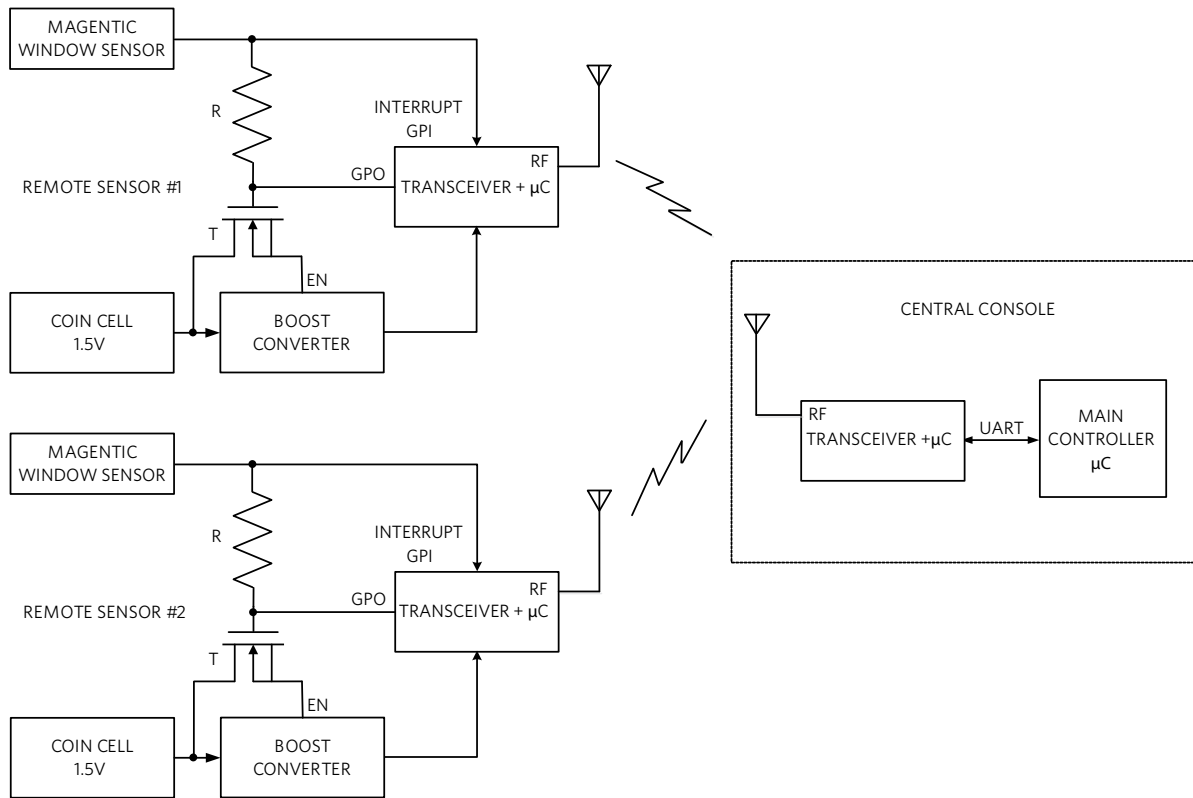 MAGENTIC
WINDOW SENSOR
R
INTERRUPT
GPI
RF
GPO
TRANSCEIVER + µC
REMOTE SENSOR #1
T
EN
COIN CELL
1.5V
BOOST
CONVERTER
CENTRAL CONSOLE
RF
TRANSCEIVER +µC
UART
MAIN
CONTROLLER
µC
MAGENTIC
WINDOW SENSOR
R
INTERRUPT
GPI
RF
GPO
TRANSCEIVER + µC
REMOTE SENSOR #2
T
EN
COIN CELL
1.5V
BOOST
CONVERTER